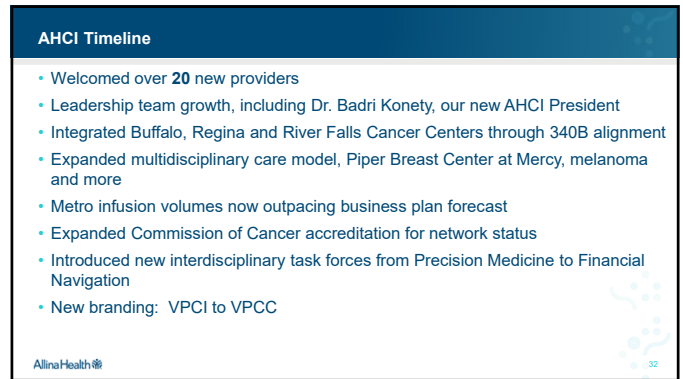 AHCI Timeline
• Welcomed over 20 new providers
• Leadership team growth, including Dr. Badri Konety, our new AHCI President
• Integrated Buffalo, Regina and River Falls Cancer Centers through 340B alignment
• Expanded multidisciplinary care model, Piper Breast Center at Mercy, melanoma
and more
• Metro infusion volumes now outpacing business plan forecast
• Expanded Commission of Cancer accreditation for network status
• Introduced new interdisciplinary task forces from Precision Medicine to Financial
Navigation
• New branding:  VPCI to VPCC
Allina Health
32